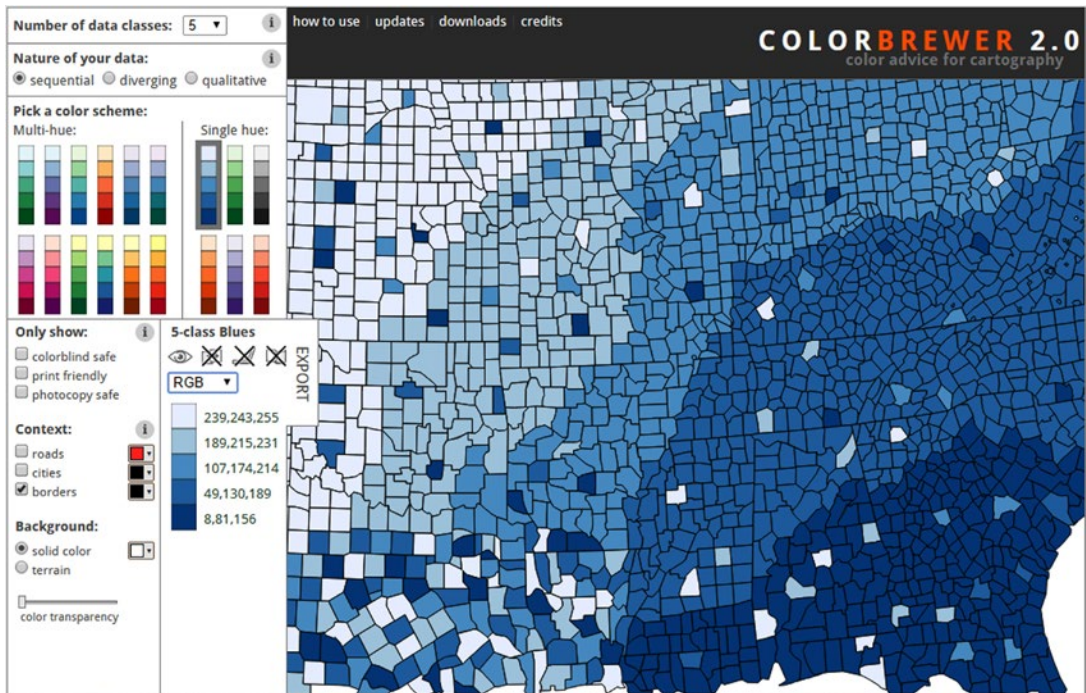 Number of data classes: 5
i
how to use | updates | downloads | credits
COLORBREWER 2.0
color advice for cartography
Nature of your data:
i
sequential diverging qualitative
Pick a color scheme:
Multi-hue: Single hue:
Only show:
i
colorblind safe
print friendly
photocopy safe
Context:
i
roads
cities
borders
Background:
solid color
terrain
color transparency
5-class Blues
EXPORT
RGB
239,243,255
189,215,231
107,174,214
49,130,189
8,81,156